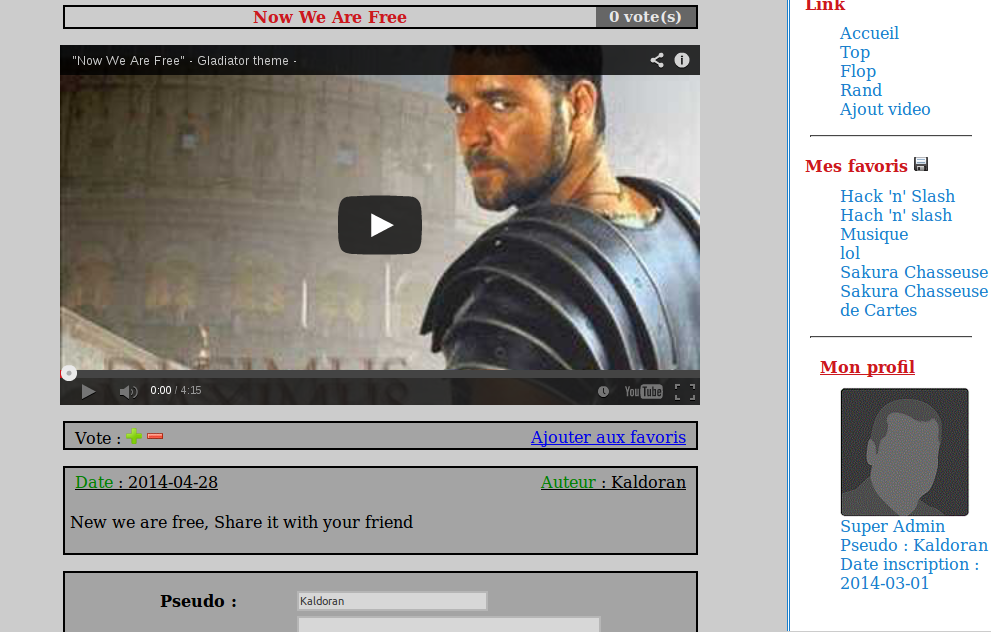 Now We Are Free
0 vote(s)
"Now We Are Free" - Gladiator theme -
0:00 / 4:15
YouTube
Vote :
Ajouter aux favoris
Date : 2014-04-28
Auteur : Kaldoran
New we are free, Share it with your friend
Pseudo :
Kaldoran
Link
Accueil
Top
Flop
Rand
Ajout video
Mes favoris
Hack 'n' Slash
Hach 'n' slash
Musique
lol
Sakura Chasseuse
Sakura Chasseuse
de Cartes
Mon profil
Super Admin
Pseudo : Kaldoran
Date inscription :
2014-03-01